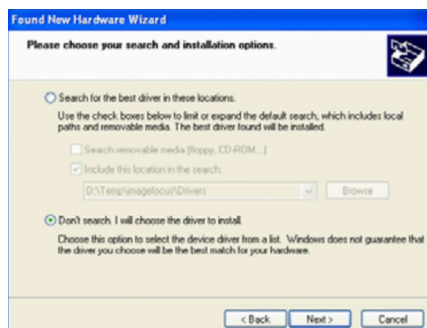 Found New Hardware Wizard
Please choose your search and installation options.
Search for the best driver in these locations.
Use the check boxes below to limit or expand the default search, which includes local
paths and removable media. The best driver found will be installed.
Search removable media (floppy, CD-ROM...)
Include this location in the search:
D:\Temp\imagefocus\Drivers
Browse
Don't search. I will choose the driver to install.
Choose this option to select the device driver from a list. Windows does not guarantee that
the driver you choose will be the best match for your hardware.
< Back
Next >
Cancel